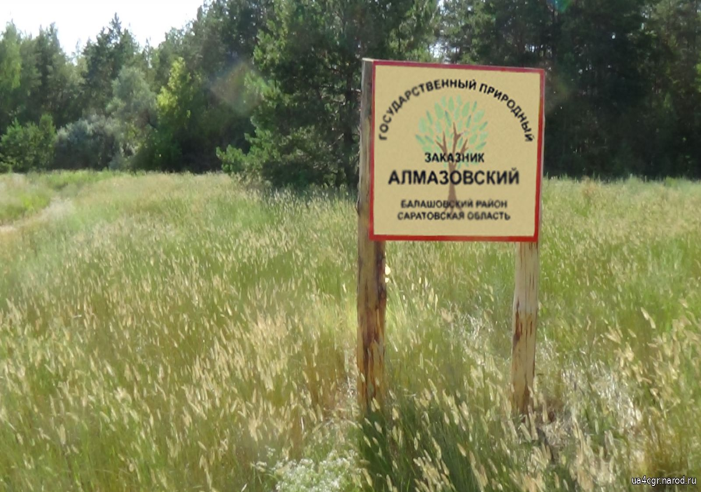 ГОСУДАРСТВЕННЫЙ ПРИРОДНЫЙ
ЗАКАЗНИК
АЛМАЗОВСКИЙ
БАЛАШОВСКИЙ РАЙОН
САРАТОВСКАЯ ОБЛАСТЬ
ua4cgr.narod.ru